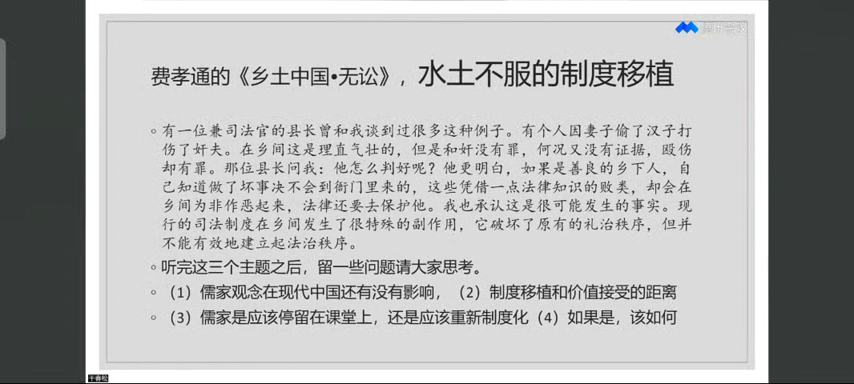 费孝通的《乡土中国•无讼》，水土不服的制度移植
有一位兼司法官的县长曾和我谈到过很多这种例子。有个人因妻子偷了汉子打
伤了奸夫。在乡间这是理直气壮的，但是和奸没有罪，何况又没有证据，殴伤
却有罪。那位县长问我：他怎么判好呢？他更明白，如果是善良的乡下人，自
己知道做了坏事决不会到衙门里来的，这些凭借一点法律知识的败类，却会在
乡间为非作恶起来，法律还要去保护他。我也承认这是很可能发生的事实。现
行的司法制度在乡间发生了很特殊的副作用，它破坏了原有的礼治秩序，但并
不能有效地建立起法治秩序。
听完这三个主题之后，留一些问题请大家思考。
（1）儒家观念在现代中国还有没有影响，（2）制度移植和价值接受的距离
（3）儒家是应该停留在课堂上，还是应该重新制度化（4）如果是，该如何